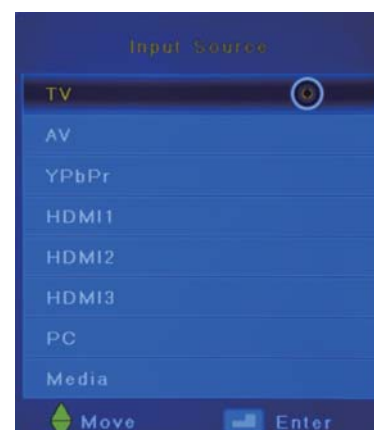 Input Source
TV
AV
YPbPr
HDMI1
HDMI2
HDMI3
PC
Media
Move Enter